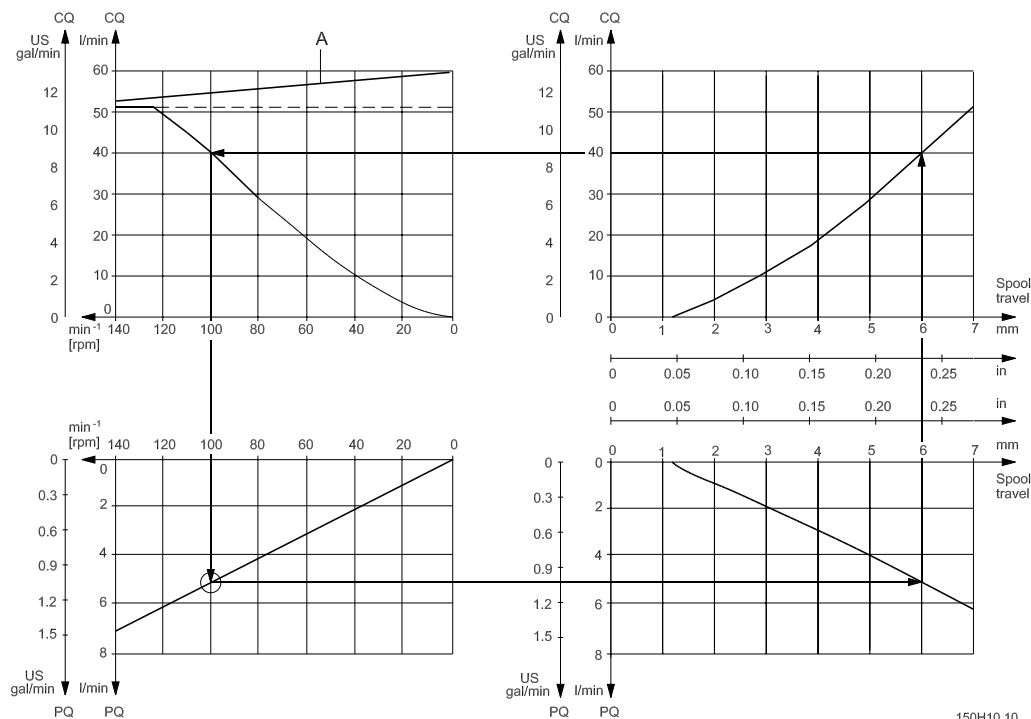 CQ CQ CQ CQ
US gal/min l/min A US gal/min l/min
60 60
12 12
50 50
10 10
40 40
8 8
30 30
6 6
20 20
4 4
10 10
2 2
Spool travel
0 0 0 0
min⁻¹ [rpm] 140 120 100 80 60 40 20 0 0 1 2 3 4 5 6 7 mm
0 0.05 0.10 0.15 0.20 0.25 in
0 0.05 0.10 0.15 0.20 0.25 in
min⁻¹ [rpm] 140 120 100 80 60 40 20 0 0 1 2 3 4 5 6 7 mm
0 0 0 0
Spool travel
0.3 0.3
2 2
0.6 0.6
4 4
0.9 0.9
6 6
1.2 1.2
1.5 1.5
8 8
US gal/min l/min US gal/min l/min
PQ PQ PQ PQ
150H10.10